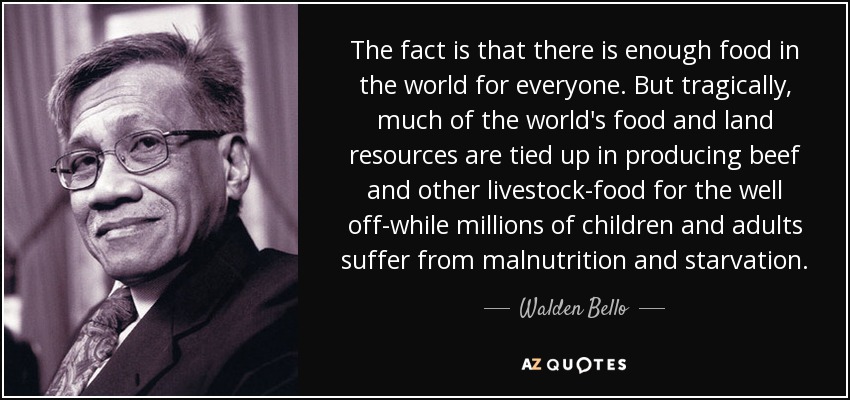 The fact is that there is enough food in
the world for everyone. But tragically,
much of the world's food and land
resources are tied up in producing beef
and other livestock-food for the well
off-while millions of children and adults
suffer from malnutrition and starvation.
Walden Bello
AZ QUOTES